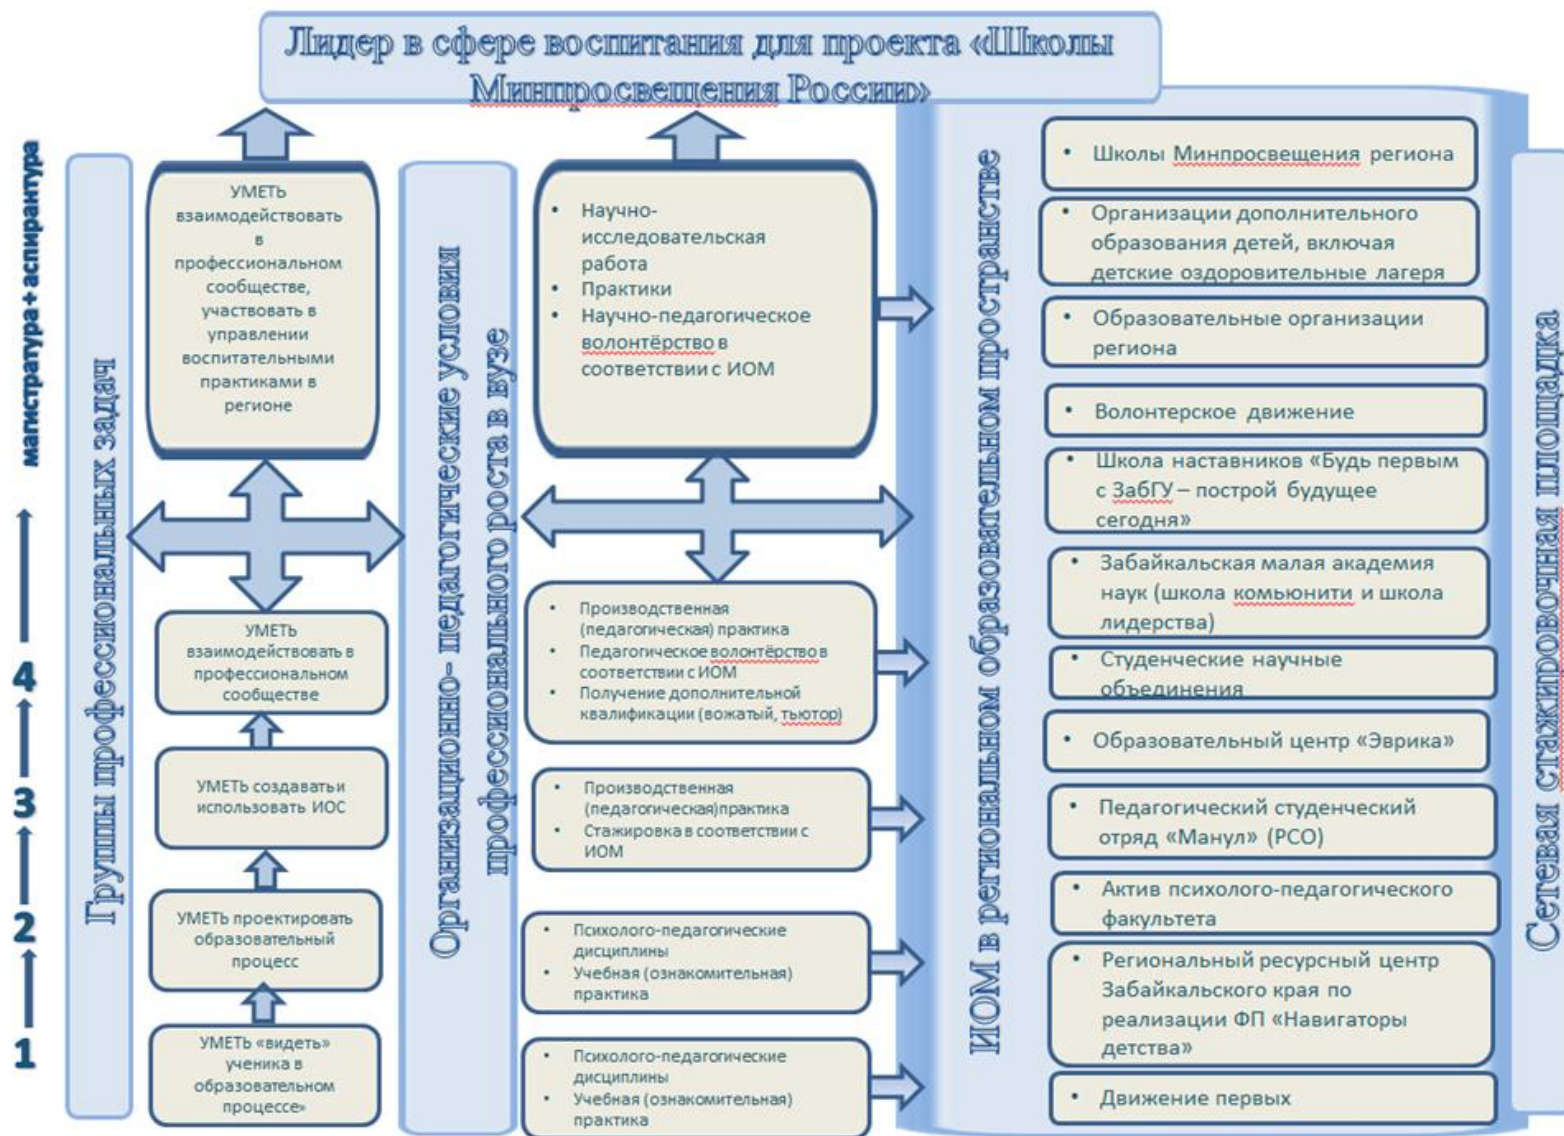 Лидер в сфере воспитания для проекта «Школы
Минпросвещения России»
магистратура+ аспирантура
4
3
2
1
Группы профессиональных задач
УМЕТЬ
взаимодействовать
в
профессиональном
сообществе,
участвовать в
управлении
воспитательными
практиками в
регионе
УМЕТЬ
взаимодействовать в
профессиональном
сообществе
УМЕТЬ создавать и
использовать ИОС
УМЕТЬ проектировать
образовательный
процесс
УМЕТЬ «видеть»
ученика в
образовательном
процессе»
Организационно- педагогические условия
профессионального роста в вузе
• Научно-
исследовательская
работа
• Практики
• Научно-педагогическое
волонтёрство в
соответствии с ИОМ
• Производственная
(педагогическая) практика
• Педагогическое волонтёрство в
соответствии с ИОМ
• Получение дополнительной
квалификации (вожатый, тьютор)
• Производственная
(педагогическая)практика
• Стажировка в соответствии с
ИОМ
• Психолого-педагогические
дисциплины
• Учебная (ознакомительная)
практика
• Психолого-педагогические
дисциплины
• Учебная (ознакомительная)
практика
ИОМ в региональном образовательном пространстве
• Школы Минпросвещения региона
• Организации дополнительного
образования детей, включая
детские оздоровительные лагеря
• Образовательные организации
региона
• Волонтерское движение
• Школа наставников «Будь первым
с ЗабГУ – построй будущее
сегодня»
• Забайкальская малая академия
наук (школа комьюнити и школа
лидерства)
• Студенческие научные
объединения
• Образовательный центр «Эврика»
• Педагогический студенческий
отряд «Манул» (РСО)
• Актив психолого-педагогического
факультета
• Региональный ресурсный центр
Забайкальского края по
реализации ФП «Навигаторы
детства»
• Движение первых
Сетевая стажировочная площадка